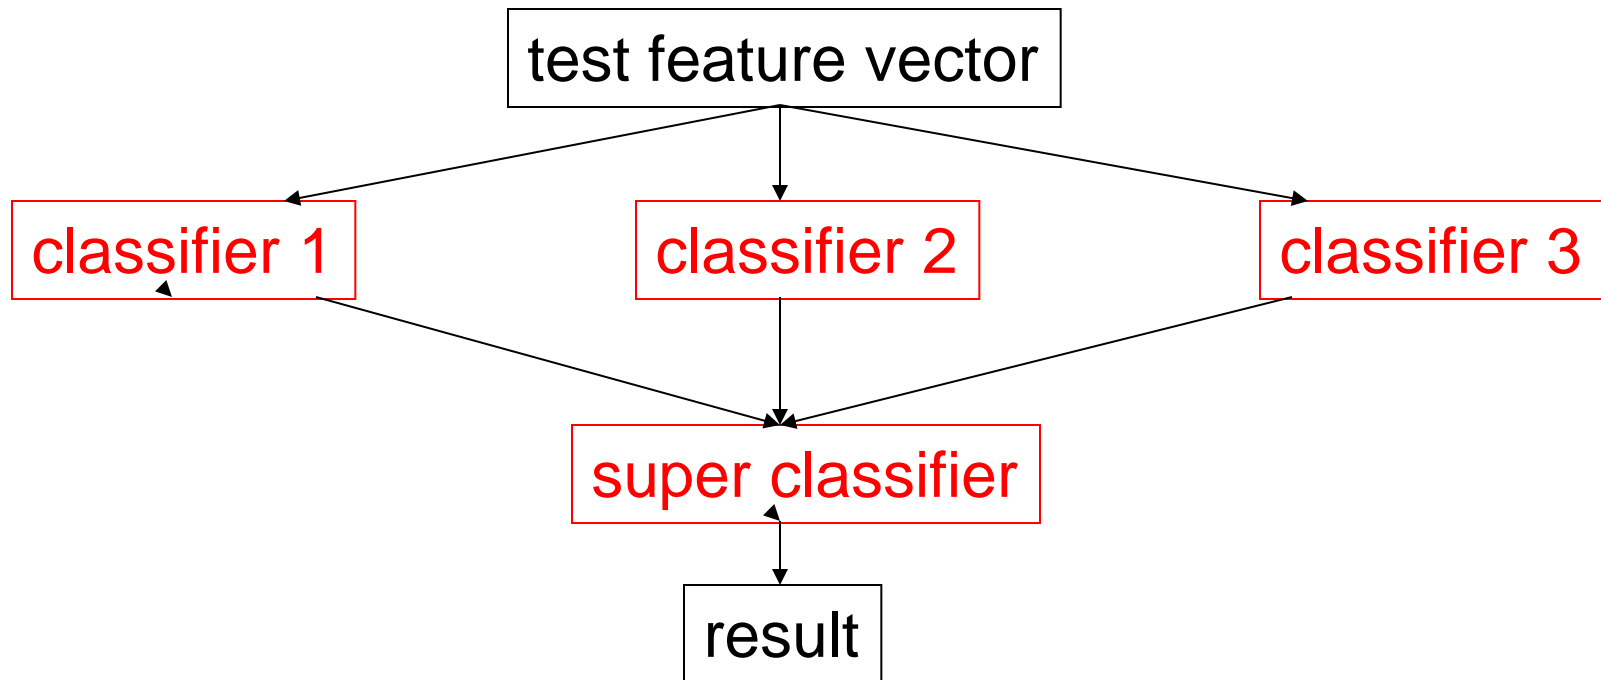 test feature vector
classifier 1
classifier 2
classifier 3
super classifier
result